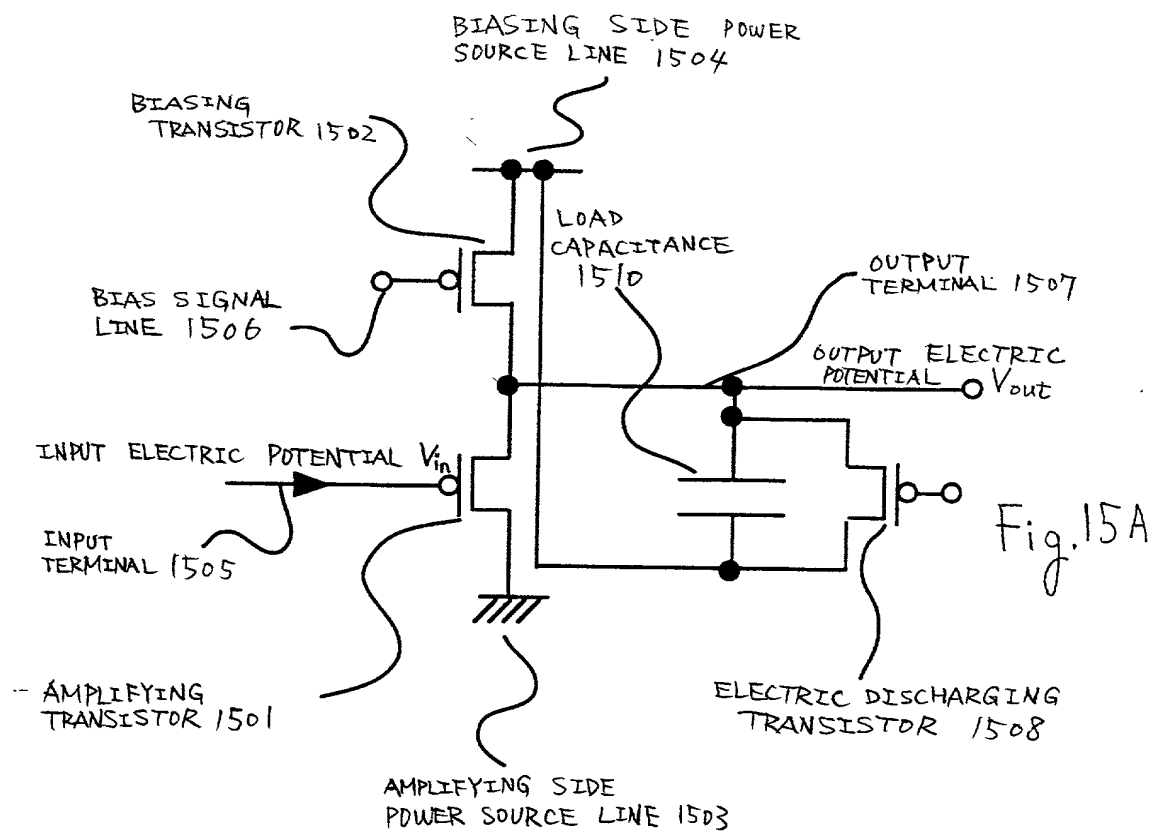 BIASING SIDE POWER
SOURCE LINE 1504
BIASING
TRANSISTOR 1502
LOAD
CAPACITANCE
1510
OUTPUT
TERMINAL 1507
BIAS SIGNAL
LINE 1506
OUTPUT ELECTRIC
POTENTIAL
Vout
INPUT ELECTRIC POTENTIAL Vin
INPUT
TERMINAL 1505
Fig.15A
AMPLIFYING
TRANSISTOR 1501
ELECTRIC DISCHARGING
TRANSISTOR 1508
AMPLIFYING SIDE
POWER SOURCE LINE 1503